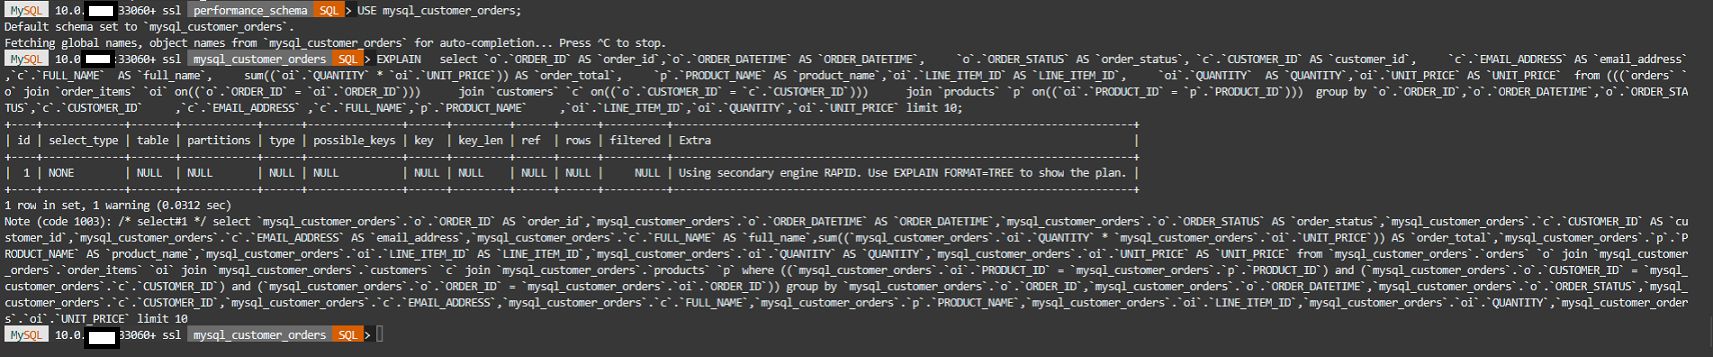 MySQL 10.0. 33060+ ssl performance_schema SQL > USE mysql_customer_orders;
Default schema set to `mysql_customer_orders`.
Fetching global names, object names from `mysql_customer_orders` for auto-completion... Press ^C to stop.
MySQL 10.0 :33060+ ssl mysql_customer_orders SQL > EXPLAIN select `o`.`ORDER_ID` AS `order_id`,`o`.`ORDER_DATETIME` AS `ORDER_DATETIME`, `o`.`ORDER_STATUS` AS `order_status`, `c`.`CUSTOMER_ID` AS `customer_id`, `c`.`EMAIL_ADDRESS` AS `email_address`
,`c`.`FULL_NAME` AS `full_name`, sum((`oi`.`QUANTITY` * `oi`.`UNIT_PRICE`)) AS `order_total`, `p`.`PRODUCT_NAME` AS `product_name`,`oi`.`LINE_ITEM_ID` AS `LINE_ITEM_ID`, `oi`.`QUANTITY` AS `QUANTITY`,`oi`.`UNIT_PRICE` AS `UNIT_PRICE` from (((`orders` `
o` join `order_items` `oi` on((`o`.`ORDER_ID` = `oi`.`ORDER_ID`))) join `customers` `c` on((`o`.`CUSTOMER_ID` = `c`.`CUSTOMER_ID`))) join `products` `p` on((`oi`.`PRODUCT_ID` = `p`.`PRODUCT_ID`))) group by `o`.`ORDER_ID`,`o`.`ORDER_DATETIME`,`o`.`ORDER_STA
TUS`,`c`.`CUSTOMER_ID` ,`c`.`EMAIL_ADDRESS` ,`c`.`FULL_NAME`,`p`.`PRODUCT_NAME` ,`oi`.`LINE_ITEM_ID`,`oi`.`QUANTITY`,`oi`.`UNIT_PRICE` limit 10;
+----+-------------+-------+------------+------+---------------+------+---------+------+------+----------+-----------------------------------------------------------------------+
| id | select_type | table | partitions | type | possible_keys | key | key_len | ref | rows | filtered | Extra |
+----+-------------+-------+------------+------+---------------+------+---------+------+------+----------+-----------------------------------------------------------------------+
| 1 | NONE | NULL | NULL | NULL | NULL | NULL | NULL | NULL | NULL | NULL | Using secondary engine RAPID. Use EXPLAIN FORMAT=TREE to show the plan. |
+----+-------------+-------+------------+------+---------------+------+---------+------+------+----------+-----------------------------------------------------------------------+
1 row in set, 1 warning (0.0312 sec)
Note (code 1003): /* select#1 */ select `mysql_customer_orders`.`o`.`ORDER_ID` AS `order_id`,`mysql_customer_orders`.`o`.`ORDER_DATETIME` AS `ORDER_DATETIME`,`mysql_customer_orders`.`o`.`ORDER_STATUS` AS `order_status`,`mysql_customer_orders`.`c`.`CUSTOMER_ID` AS `cu
stomer_id`,`mysql_customer_orders`.`c`.`EMAIL_ADDRESS` AS `email_address`,`mysql_customer_orders`.`c`.`FULL_NAME` AS `full_name`,sum((`mysql_customer_orders`.`oi`.`QUANTITY` * `mysql_customer_orders`.`oi`.`UNIT_PRICE`)) AS `order_total`,`mysql_customer_orders`.`p`.`P
RODUCT_NAME` AS `product_name`,`mysql_customer_orders`.`oi`.`LINE_ITEM_ID` AS `LINE_ITEM_ID`,`mysql_customer_orders`.`oi`.`QUANTITY` AS `QUANTITY`,`mysql_customer_orders`.`oi`.`UNIT_PRICE` AS `UNIT_PRICE` from `mysql_customer_orders`.`orders` `o` join `mysql_customer
_orders`.`order_items` `oi` join `mysql_customer_orders`.`customers` `c` join `mysql_customer_orders`.`products` `p` where ((`mysql_customer_orders`.`oi`.`PRODUCT_ID` = `mysql_customer_orders`.`p`.`PRODUCT_ID`) and (`mysql_customer_orders`.`o`.`CUSTOMER_ID` = `mysql_
customer_orders`.`c`.`CUSTOMER_ID`) and (`mysql_customer_orders`.`o`.`ORDER_ID` = `mysql_customer_orders`.`oi`.`ORDER_ID`)) group by `mysql_customer_orders`.`o`.`ORDER_ID`,`mysql_customer_orders`.`o`.`ORDER_DATETIME`,`mysql_customer_orders`.`o`.`ORDER_STATUS`,`mysql_
customer_orders`.`c`.`CUSTOMER_ID`,`mysql_customer_orders`.`c`.`EMAIL_ADDRESS`,`mysql_customer_orders`.`c`.`FULL_NAME`,`mysql_customer_orders`.`p`.`PRODUCT_NAME`,`mysql_customer_orders`.`oi`.`LINE_ITEM_ID`,`mysql_customer_orders`.`oi`.`QUANTITY`,`mysql_customer_order
s`.`oi`.`UNIT_PRICE` limit 10
MySQL 10.0. 33060+ ssl mysql_customer_orders SQL >